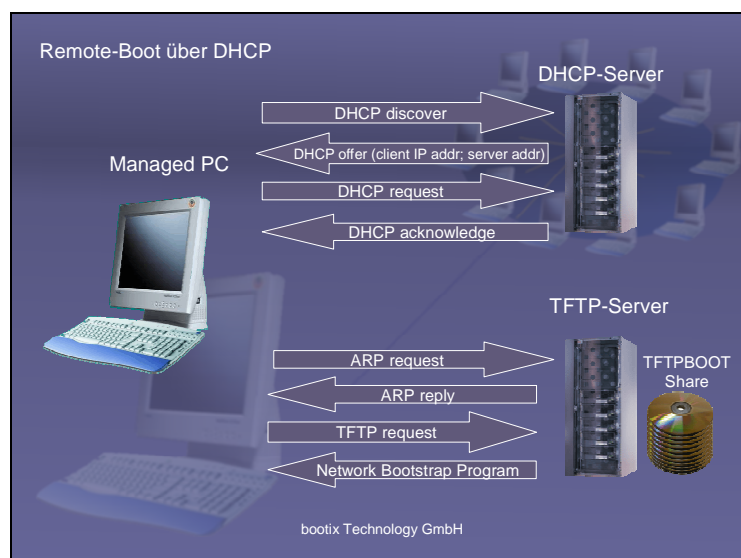 Remote-Boot über DHCP
DHCP-Server
DHCP discover
DHCP offer (client IP addr; server addr)
Managed PC
DHCP request
DHCP acknowledge
TFTP-Server
ARP request
TFTPBOOT
Share
ARP reply
TFTP request
Network Bootstrap Program
bootix Technology GmbH